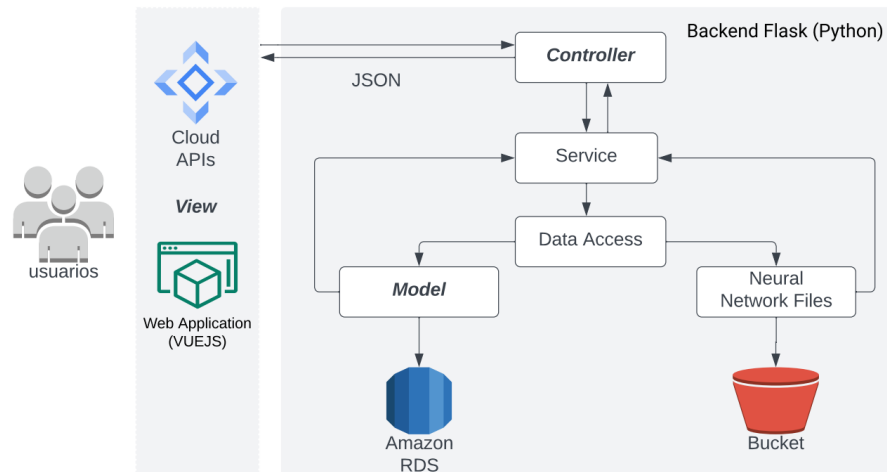 Backend Flask (Python)
Controller
JSON
Cloud
APIs
Service
View
usuarios
Data Access
Model
Neural
Network Files
Web Application
(VUEJS)
Amazon
RDS
Bucket